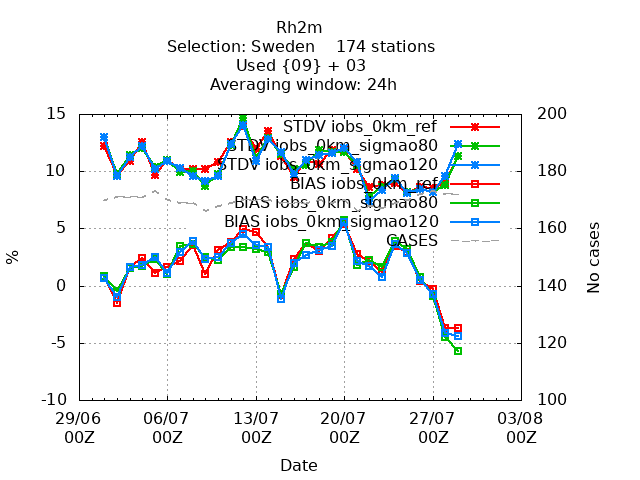 Rh2m
Selection: Sweden    174 stations
Used {09} + 03
Averaging window: 24h
15 200
STDV iobs_0km_ref
STDV iobs_0km_sigmao80
STDV iobs_0km_sigmao120
10 180
BIAS iobs_0km_ref
BIAS iobs_0km_sigmao80
BIAS iobs_0km_sigmao120
5 160
CASES
% No cases
0 140
-5 120
-10 100
29/06 06/07 13/07 20/07 27/07 03/08
00Z 00Z 00Z 00Z 00Z 00Z
Date